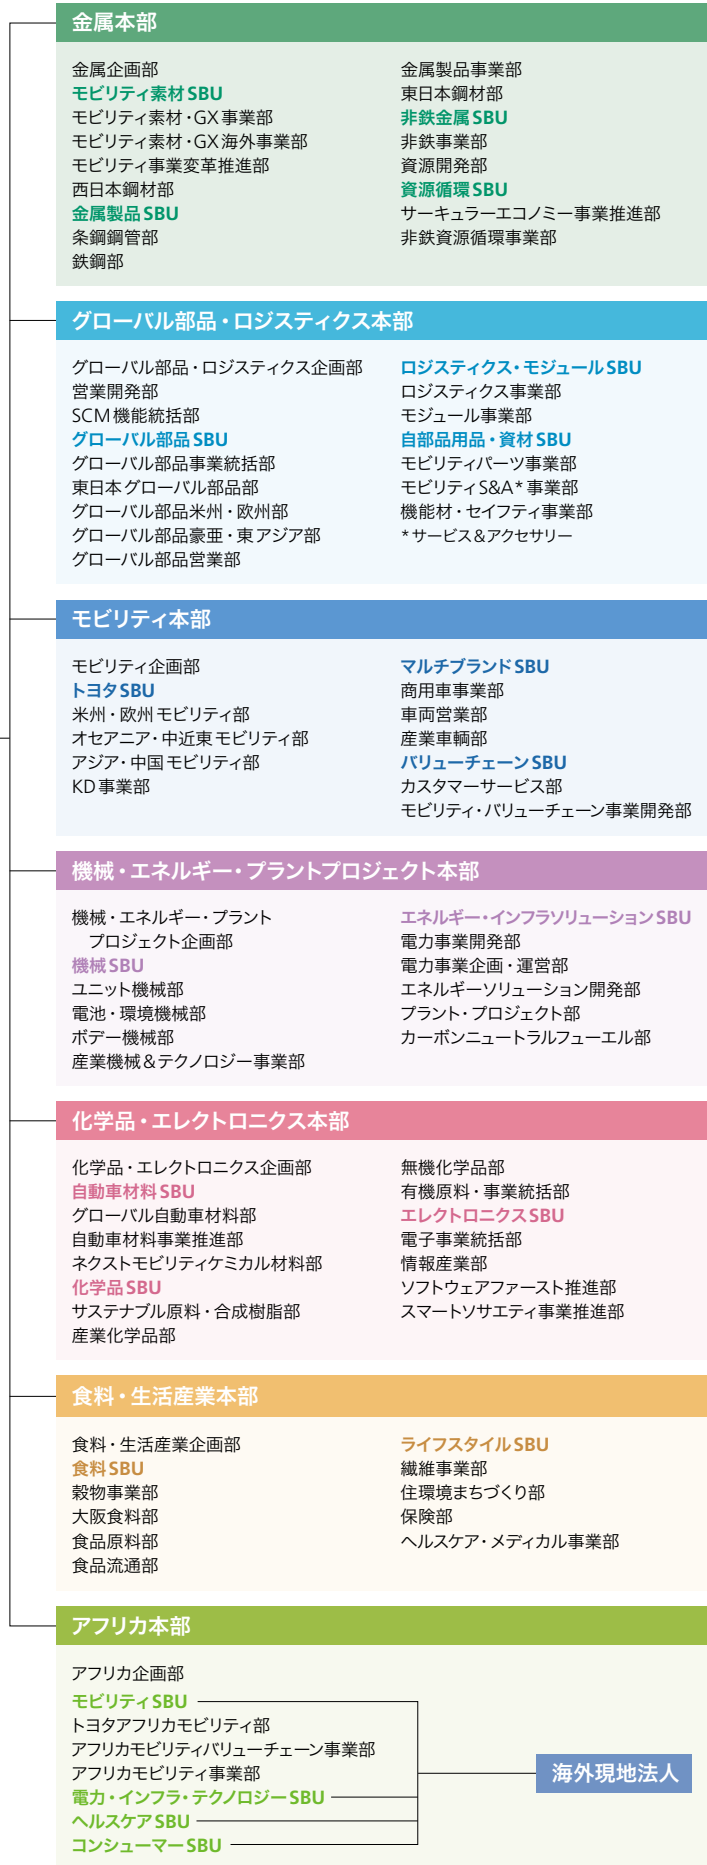 金属本部
金属企画部
モビリティ素材SBU
モビリティ素材・GX事業部
モビリティ素材・GX海外事業部
モビリティ事業変革推進部
西日本鋼材部
金属製品SBU
条鋼鋼管部
鉄鋼部
金属製品事業部
東日本鋼材部
非鉄金属SBU
非鉄事業部
資源開発部
資源循環SBU
サーキュラーエコノミー事業推進部
非鉄資源循環事業部
グローバル部品・ロジスティクス本部
グローバル部品・ロジスティクス企画部
営業開発部
SCM機能統括部
グローバル部品SBU
グローバル部品事業統括部
東日本グローバル部品部
グローバル部品米州・欧州部
グローバル部品豪亜・東アジア部
グローバル部品営業部
ロジスティクス・モジュールSBU
ロジスティクス事業部
モジュール事業部
自部品用品・資材SBU
モビリティパーツ事業部
モビリティS&A*事業部
機能材・セイフティ事業部
*サービス&アクセサリー
モビリティ本部
モビリティ企画部
トヨタSBU
米州・欧州モビリティ部
オセアニア・中近東モビリティ部
アジア・中国モビリティ部
KD事業部
マルチブランドSBU
商用車事業部
車両営業部
産業車輌部
バリューチェーンSBU
カスタマーサービス部
モビリティ・バリューチェーン事業開発部
機械・エネルギー・プラントプロジェクト本部
機械・エネルギー・プラント
プロジェクト企画部
機械SBU
ユニット機械部
電池・環境機械部
ボデー機械部
産業機械&テクノロジー事業部
エネルギー・インフラソリューションSBU
電力事業開発部
電力事業企画・運営部
エネルギーソリューション開発部
プラント・プロジェクト部
カーボンニュートラルフューエル部
化学品・エレクトロニクス本部
化学品・エレクトロニクス企画部
自動車材料SBU
グローバル自動車材料部
自動車材料事業推進部
ネクストモビリティケミカル材料部
化学品SBU
サステナブル原料・合成樹脂部
産業化学品部
無機化学品部
有機原料・事業統括部
エレクトロニクスSBU
電子事業統括部
情報産業部
ソフトウェアファースト推進部
スマートソサエティ事業推進部
食料・生活産業本部
食料・生活産業企画部
食料SBU
穀物事業部
大阪食料部
食品原料部
食品流通部
ライフスタイルSBU
繊維事業部
住環境まちづくり部
保険部
ヘルスケア・メディカル事業部
アフリカ本部
アフリカ企画部
モビリティSBU
トヨタアフリカモビリティ部
アフリカモビリティバリューチェーン事業部
アフリカモビリティ事業部
電力・インフラ・テクノロジーSBU
ヘルスケアSBU
コンシューマーSBU
海外現地法人